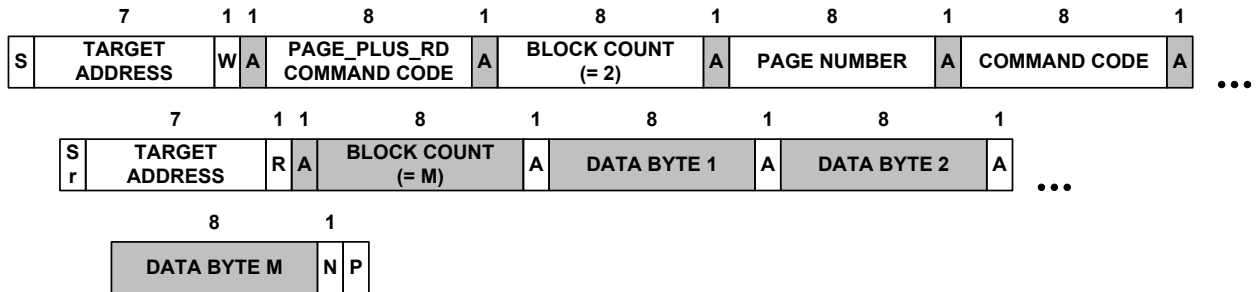 7 1 1 8 1 8 1 8 1 8 1
S TARGET ADDRESS W A PAGE_PLUS_RD COMMAND CODE A BLOCK COUNT (= 2) A PAGE NUMBER A COMMAND CODE A ...
7 1 1 8 1 8 1 8 1
Sr TARGET ADDRESS R A BLOCK COUNT (= M) A DATA BYTE 1 A DATA BYTE 2 A ...
8 1
DATA BYTE M N P